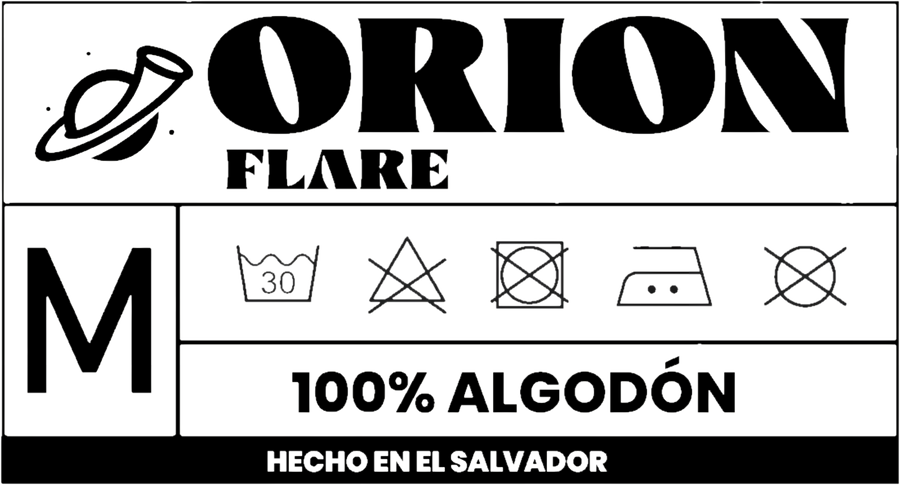 ORION
FLARE
M
30
100% ALGODÓN
HECHO EN EL SALVADOR